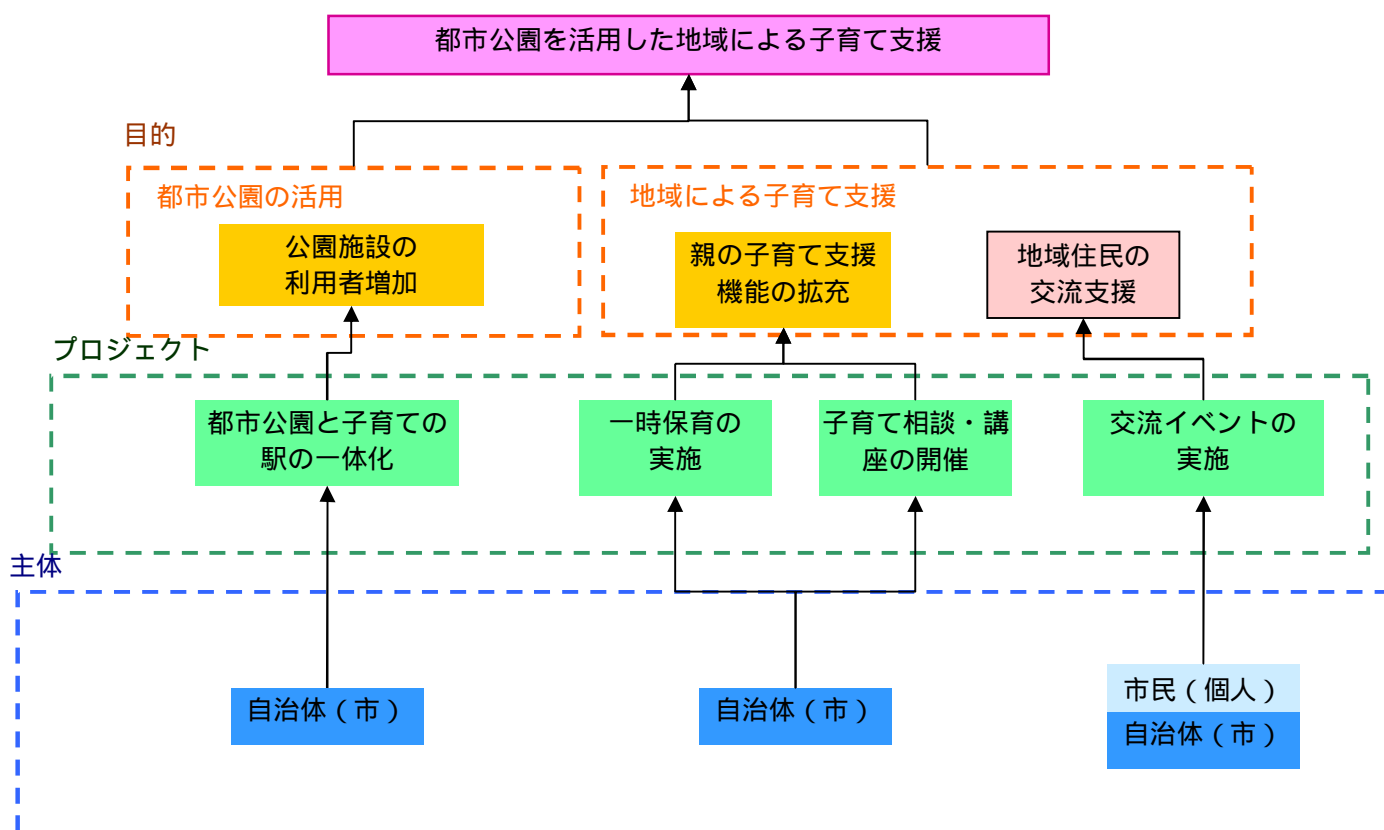 都市公園を活用した地域による子育て支援
目的
都市公園の活用
地域による子育て支援
公園施設の
利用者増加
親の子育て支援
機能の拡充
地域住民の
交流支援
プロジェクト
都市公園と子育ての
駅の一体化
一時保育の
実施
子育て相談・講
座の開催
交流イベントの
実施
主体
自治体（市）
自治体（市）
市民（個人）
自治体（市）